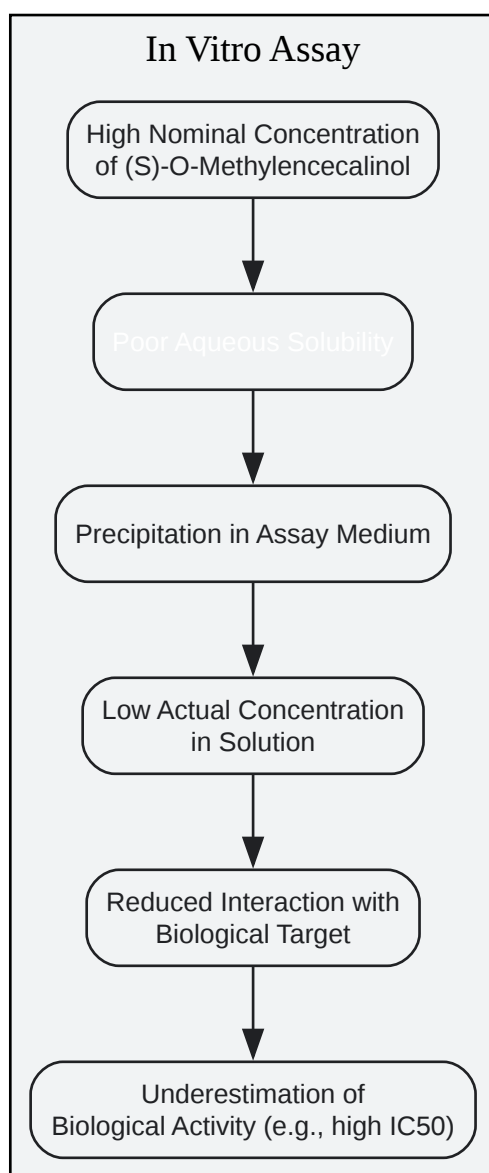 In Vitro Assay
High Nominal Concentration
of (S)-O-Methylencecalinol
Poor Aqueous Solubility
Precipitation in Assay Medium
Low Actual Concentration
in Solution
Reduced Interaction with
Biological Target
Underestimation of
Biological Activity (e.g., high IC50)